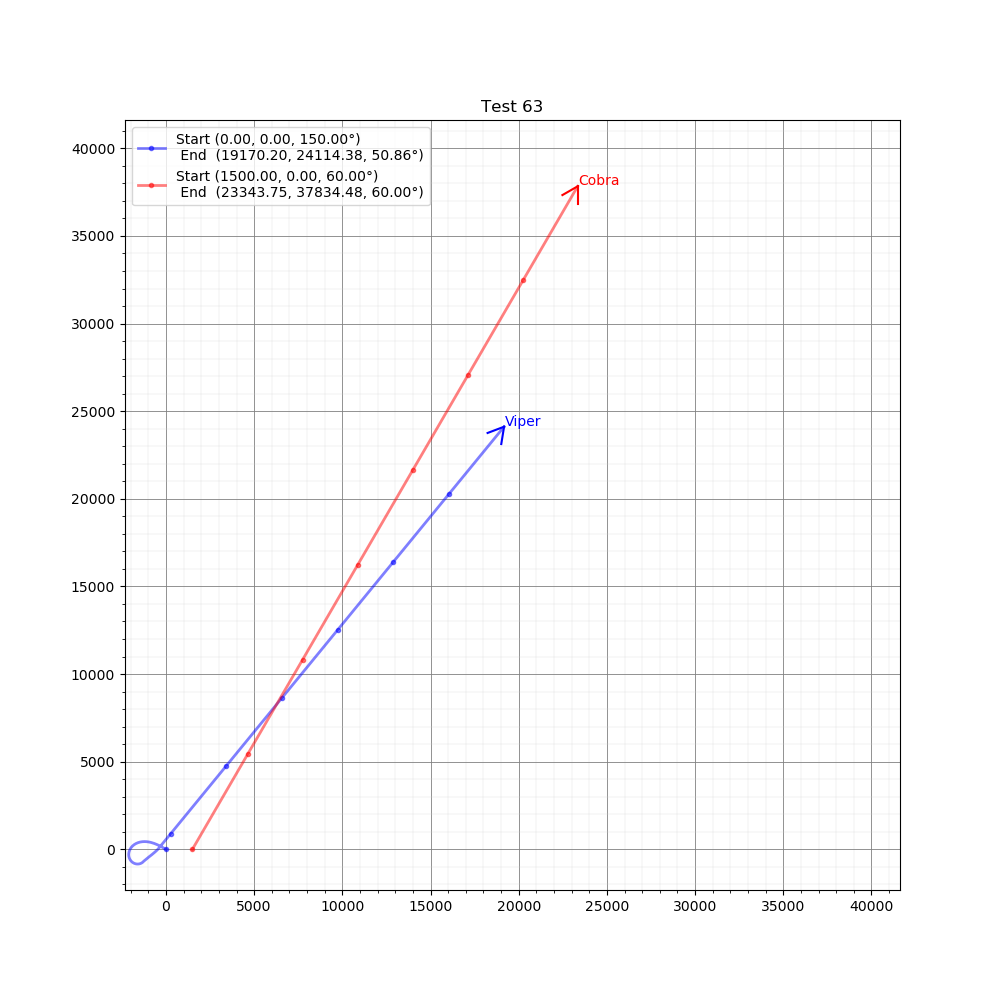 Test 63
Start (0.00, 0.00, 150.00°)
End  (19170.20, 24114.38, 50.86°)
Start (1500.00, 0.00, 60.00°)
End  (23343.75, 37834.48, 60.00°)
40000
35000
30000
25000
20000
15000
10000
5000
0
Cobra
Viper
0 5000 10000 15000 20000 25000 30000 35000 40000